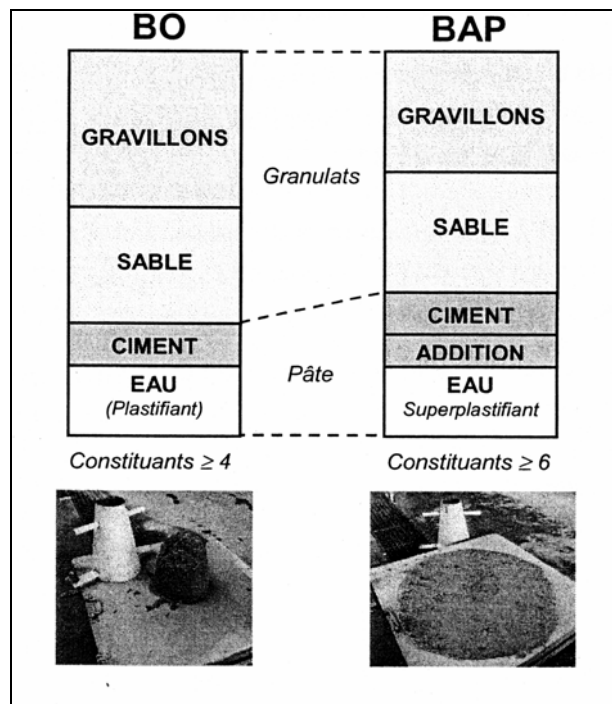 BO
BAP
GRAVILLONS
SABLE
CIMENT
EAU
(Plastifiant)
Granulats
Pâte
GRAVILLONS
SABLE
CIMENT
ADDITION
EAU
Superplastifiant
Constituants ≥ 4
Constituants ≥ 6